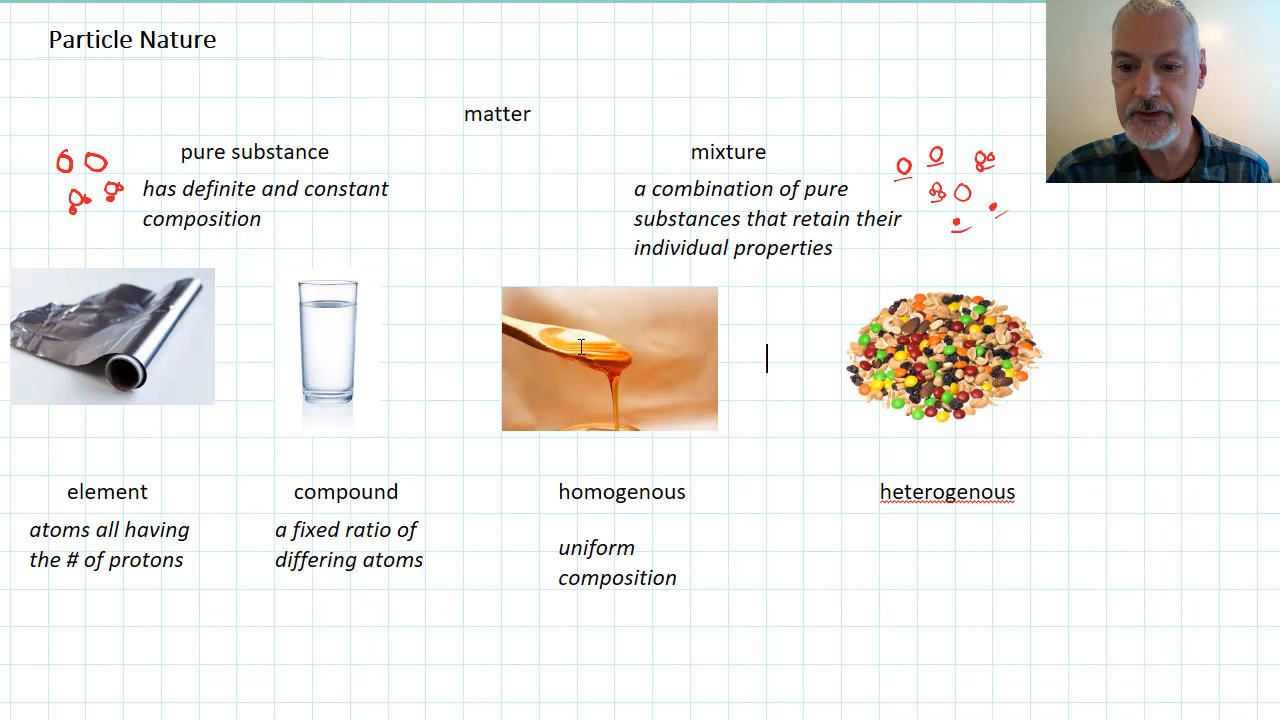 Particle Nature
matter
pure substance
has definite and constant
composition
mixture
a combination of pure
substances that retain their
individual properties
element
atoms all having
the # of protons
compound
a fixed ratio of
differing atoms
homogenous
uniform
composition
heterogenous